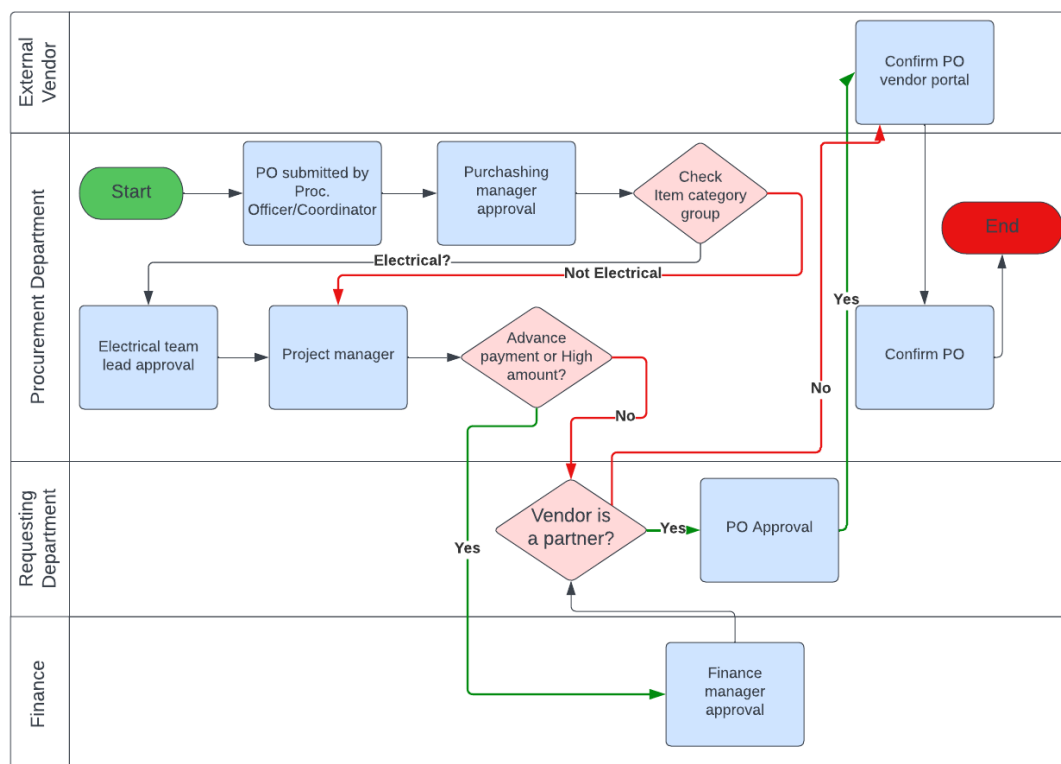 External
Vendor
Confirm PO
vendor portal
Procurement Department
Start
PO submitted by
Proc.
Officer/Coordinator
Purchashing
manager
approval
Check
Item category
group
End
Electrical?
Not Electrical
Yes
Electrical team
lead approval
Project manager
Advance
payment or High
amount?
Confirm PO
No
No
Requesting
Department
Vendor is
a partner?
Yes
PO Approval
Yes
Finance
Finance
manager
approval